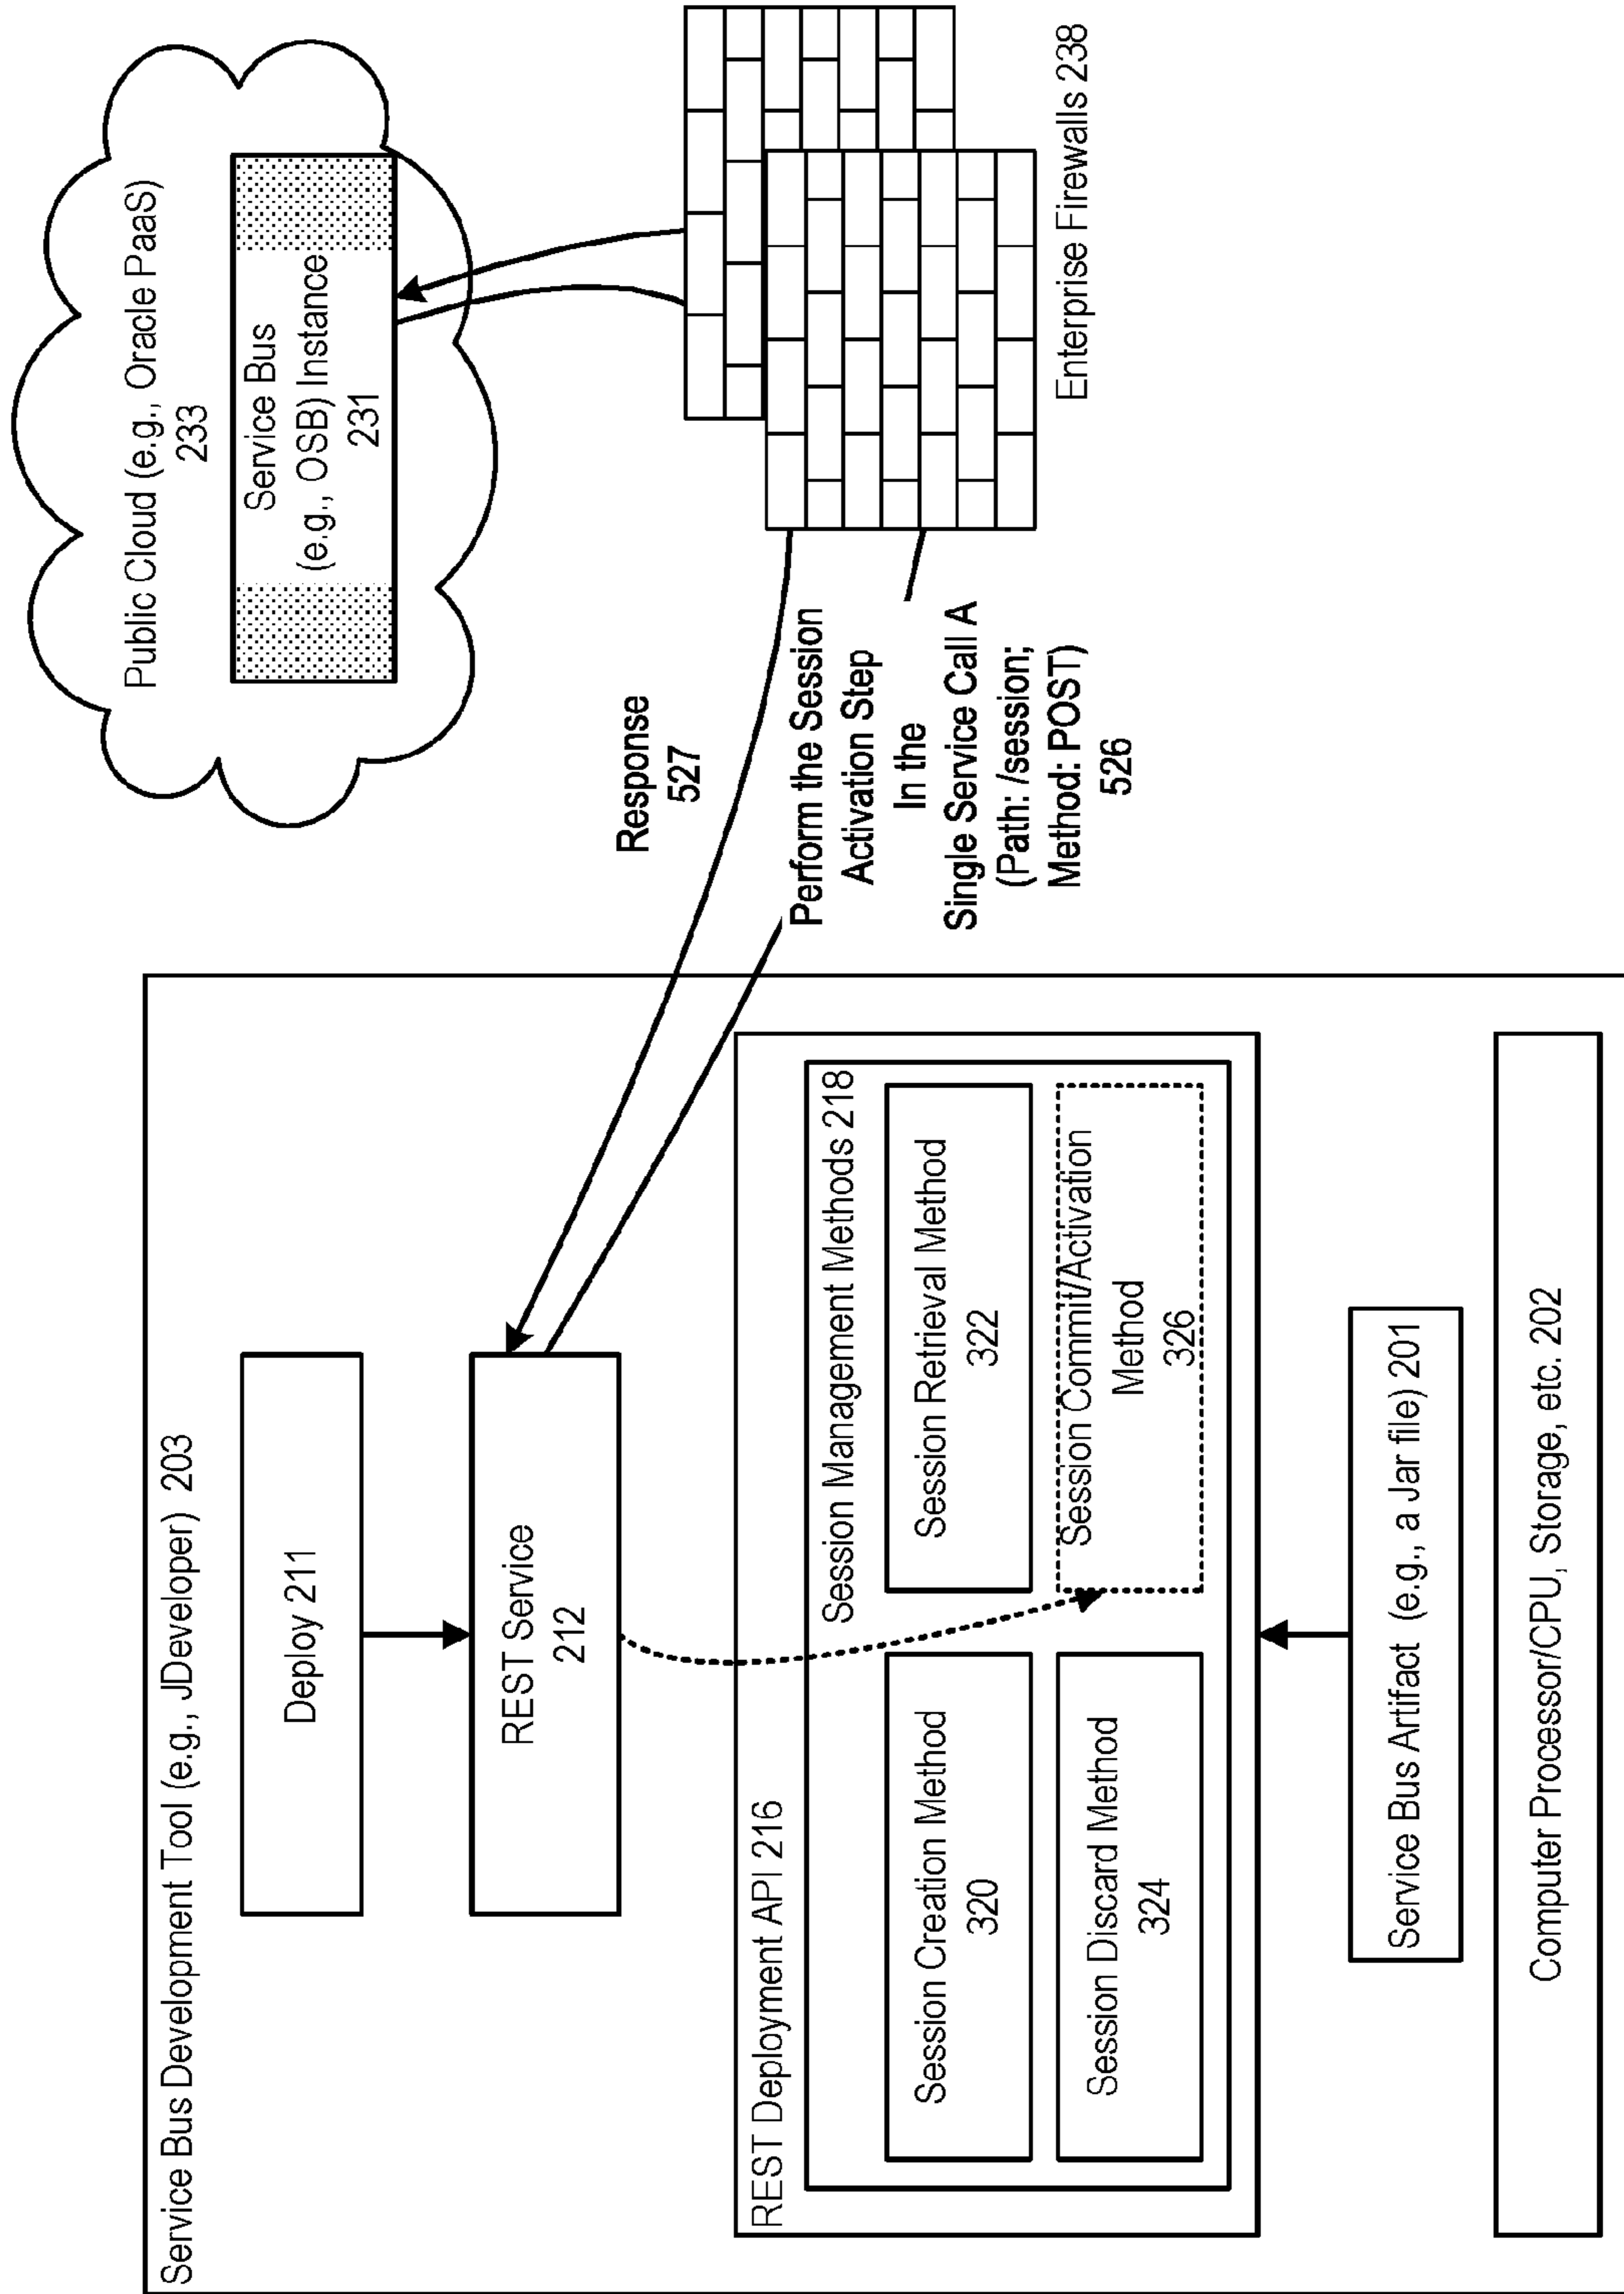 Service Bus Development Tool (e.g., JDeveloper) 203
Deploy 211
REST Service
212
REST Deployment API 216
Session Management Methods 218
Session Creation Method
320
Session Retrieval Method
322
Session Discard Method
324
Session Commit/Activation
Method
326
Service Bus Artifact (e.g., a Jar file) 201
Computer Processor/CPU, Storage, etc. 202
Response
527
Perform the Session
Activation Step
In the
Single Service Call A
(Path: /session;
Method: POST)
526
Public Cloud (e.g., Oracle PaaS)
233
Service Bus
(e.g., OSB) Instance
231
Enterprise Firewalls 238